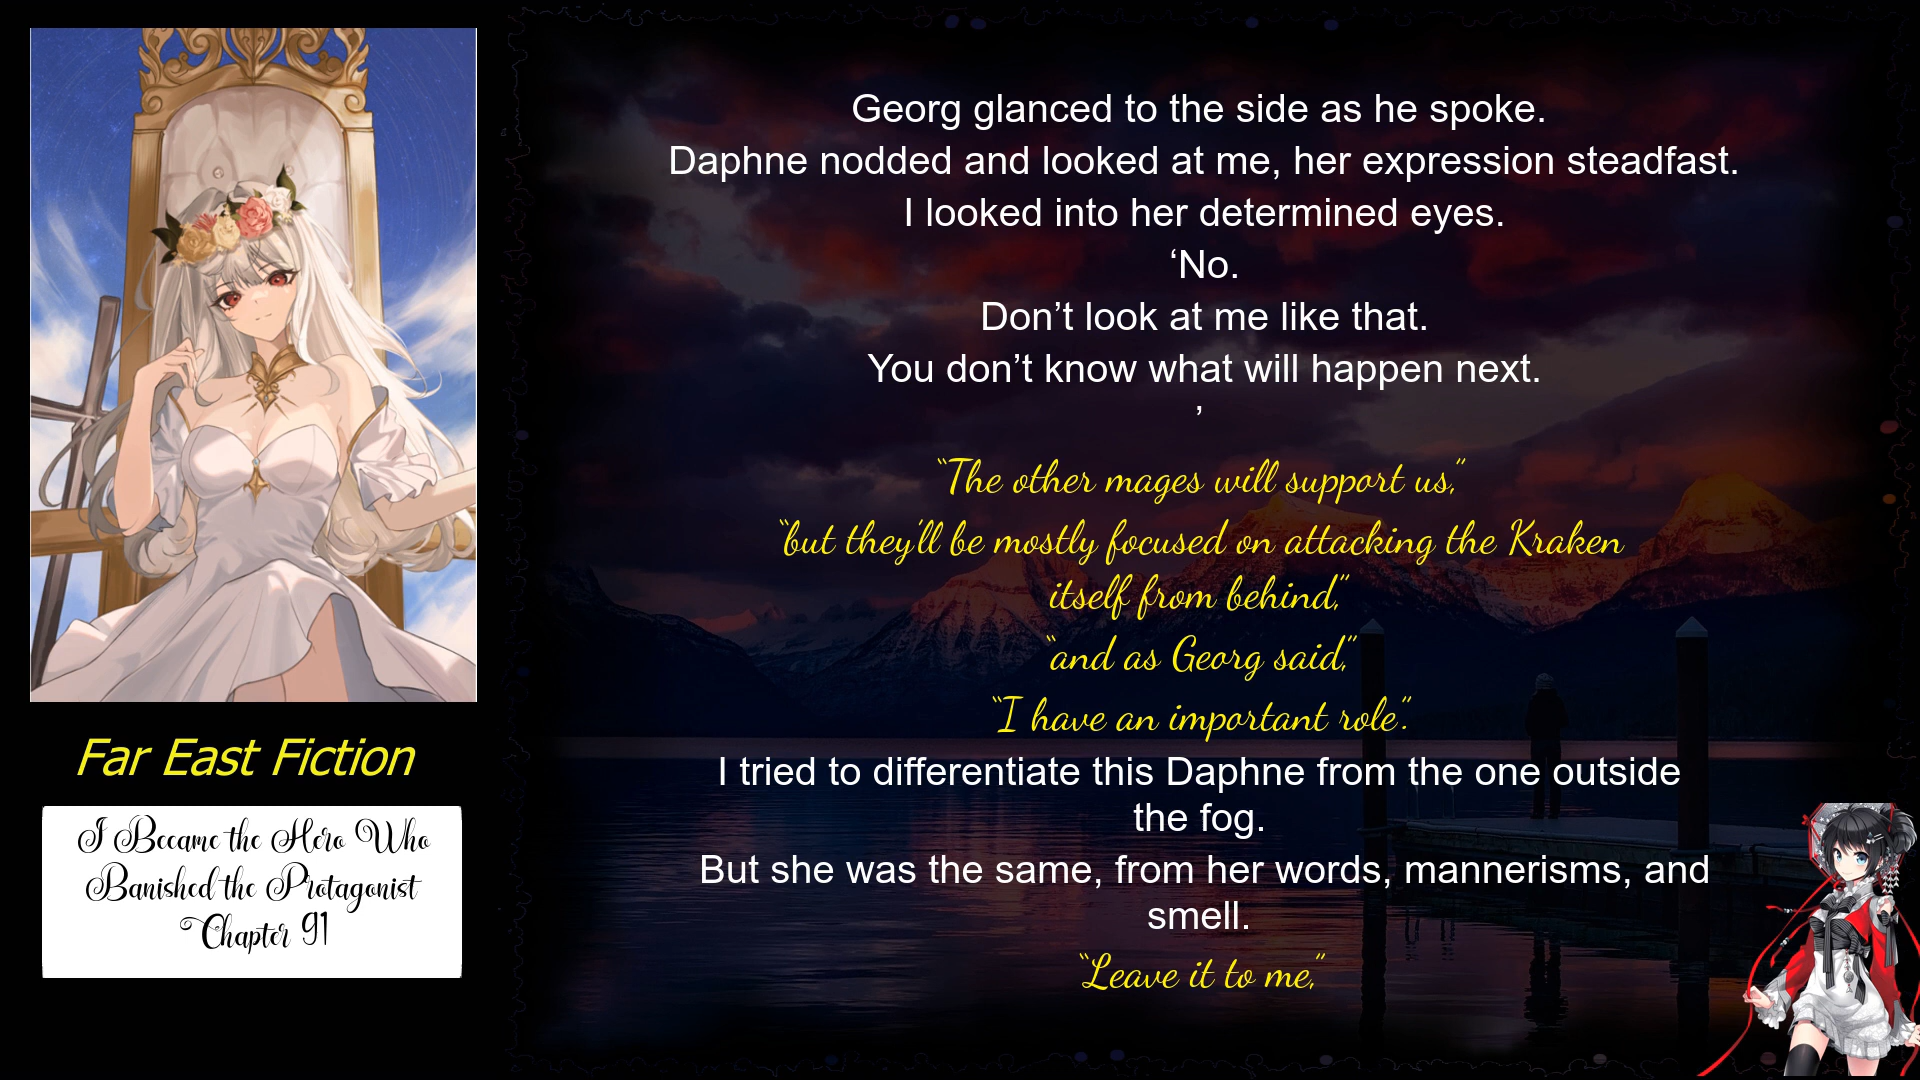 Georg glanced to the side as he spoke.
Daphne nodded and looked at me, her expression steadfast.
I looked into her determined eyes.
‘No.
Don’t look at me like that.
You don’t know what will happen next.
’
“The other mages will support us,”
“but they’ll be mostly focused on attacking the Kraken
itself from behind,”
“and as Georg said,”
“I have an important role”.
I tried to differentiate this Daphne from the one outside
the fog.
But she was the same, from her words, mannerisms, and
smell.
“Leave it to me,”
Far East Fiction
I Became the Hero Who
Banished the Protagonist
Chapter 91